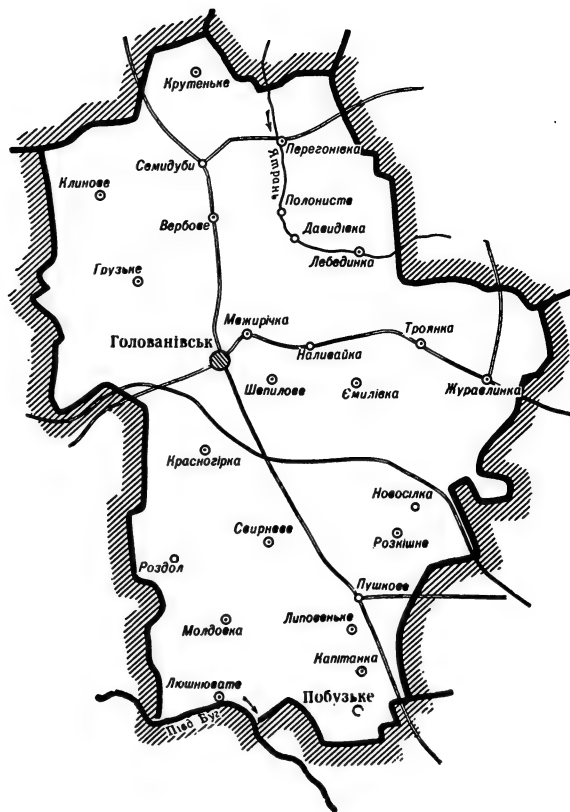 Крутеньке
Перегонівка
Семидуби
Ятрань
Клинове
Полонисте
Вербове
Давидівка
Лебединка
Грузьке
Межирічка
Троянка
Голованівськ
Наливайка
Шепилове
Ємилівка
Журавлинка
Красногірка
Новосілка
Свирневе
Розкішне
Роздол
Пушкове
Молдовка
Липовеньке
Капітанка
Люшнювате
Побузьке
Півд Буг